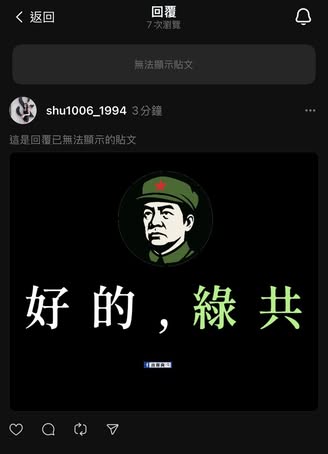 返回
回覆
7 次瀏覽
無法顯示貼文
shu1006_1994 3分鐘
這是回覆已無法顯示的貼文
好的,綠共